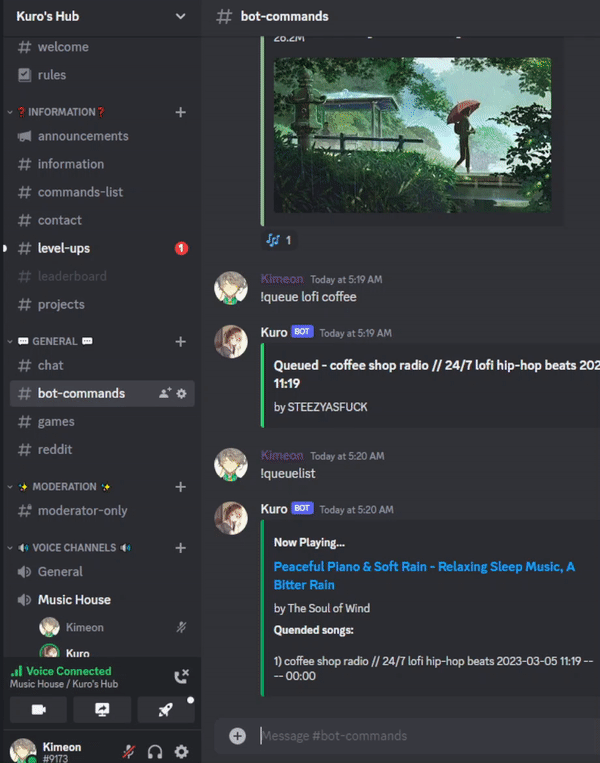 Kuro's Hub
welcome
rules
❓ INFORMATION❓
announcements
information
commands-list
contact
level-ups
1
leaderboard
projects
💬 GENERAL 💬
chat
bot-commands
games
reddit
✨ MODERATION ✨
moderator-only
🔊 VOICE CHANNELS 🔊
General
Music House
Kimeon
Kuro
Voice Connected
Music House / Kuro's Hub
Kimeon
#9173
bot-commands
26.2M
1
Kimeon Today at 5:19 AM
!queue lofi coffee
Kuro BOT Today at 5:19 AM
Queued - coffee shop radio // 24/7 lofi hip-hop beats 202
11:19
by STEEZYASFUCK
Kimeon Today at 5:20 AM
!queuelist
Kuro BOT Today at 5:20 AM
Now Playing...
Peaceful Piano & Soft Rain - Relaxing Sleep Music, A
Bitter Rain
by The Soul of Wind
Quended songs:
1) coffee shop radio // 24/7 lofi hip-hop beats 2023-03-05 11:19 --
-- 00:00
Message #bot-commands